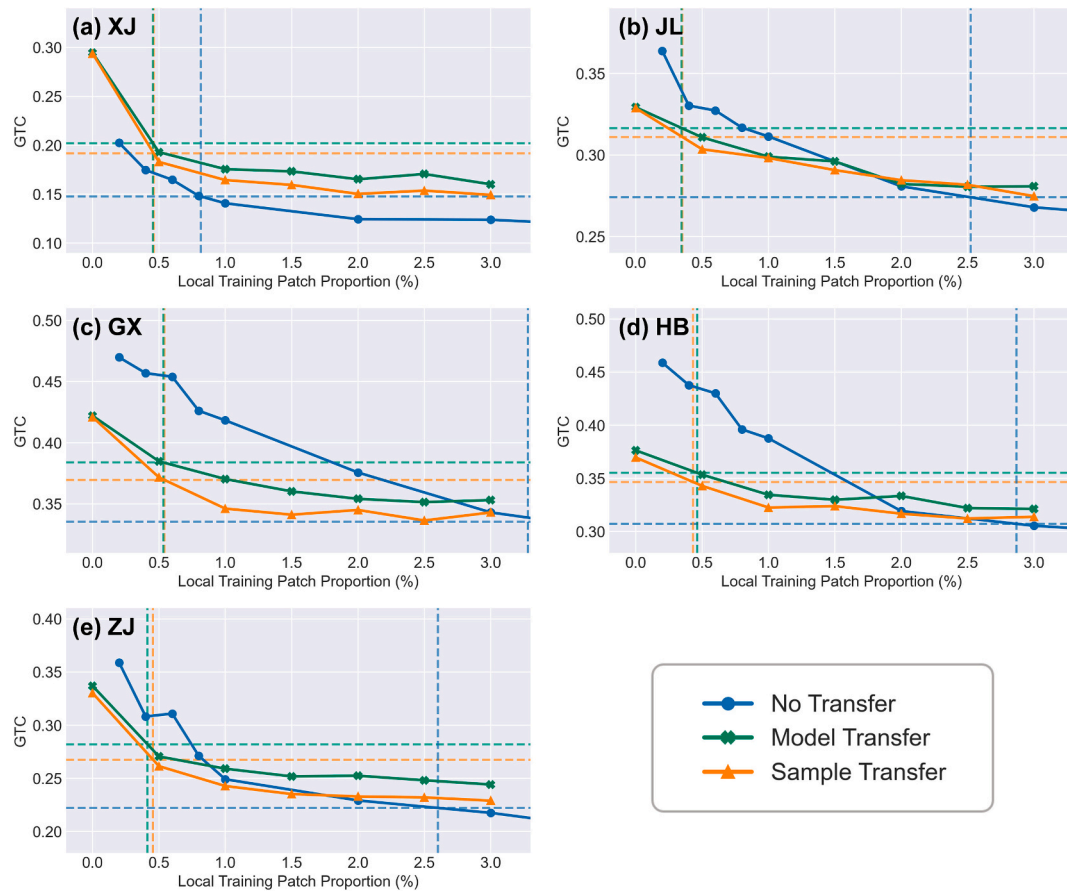 (a) XJ
GTC
0.30
0.25
0.20
0.15
0.10
0.0 0.5 1.0 1.5 2.0 2.5 3.0
Local Training Patch Proportion (%)
(b) JL
GTC
0.35
0.30
0.25
0.0 0.5 1.0 1.5 2.0 2.5 3.0
Local Training Patch Proportion (%)
(c) GX
GTC
0.50
0.45
0.40
0.35
0.0 0.5 1.0 1.5 2.0 2.5 3.0
Local Training Patch Proportion (%)
(d) HB
GTC
0.50
0.45
0.40
0.35
0.30
0.0 0.5 1.0 1.5 2.0 2.5 3.0
Local Training Patch Proportion (%)
(e) ZJ
GTC
0.40
0.35
0.30
0.25
0.20
0.0 0.5 1.0 1.5 2.0 2.5 3.0
Local Training Patch Proportion (%)
No Transfer
Model Transfer
Sample Transfer